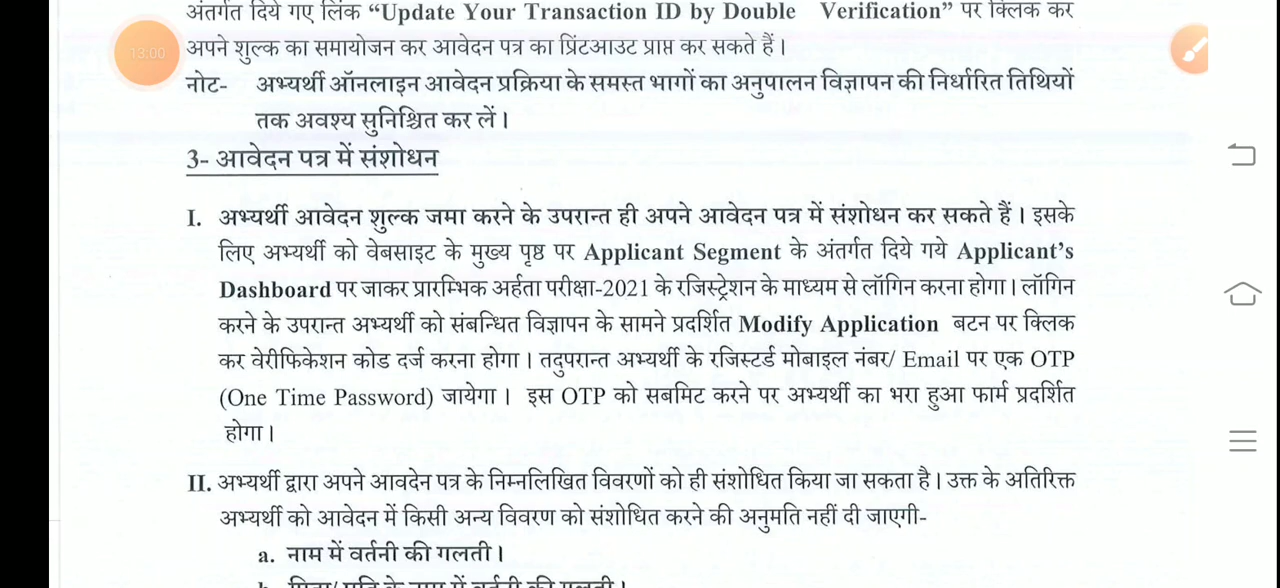 अंतर्गत दिये गए लिंक “Update Your Transaction ID by Double Verification” पर क्लिक कर
13:00
अपने शुल्क का समायोजन कर आवेदन पत्र का प्रिंटआउट प्राप्त कर सकते हैं।
नोट- अभ्यर्थी ऑनलाइन आवेदन प्रक्रिया के समस्त भागों का अनुपालन विज्ञापन की निर्धारित तिथियों
तक अवश्य सुनिश्चित कर लें।
3- आवेदन पत्र में संशोधन
I. अभ्यर्थी आवेदन शुल्क जमा करने के उपरान्त ही अपने आवेदन पत्र में संशोधन कर सकते हैं। इसके
लिए अभ्यर्थी को वेबसाइट के मुख्य पृष्ठ पर Applicant Segment के अंतर्गत दिये गये Applicant’s
Dashboard पर जाकर प्रारम्भिक अर्हता परीक्षा-2021 के रजिस्ट्रेशन के माध्यम से लॉगिन करना होगा। लॉगिन
करने के उपरान्त अभ्यर्थी को संबन्धित विज्ञापन के सामने प्रदर्शित Modify Application बटन पर क्लिक
कर वेरीफिकेशन कोड दर्ज करना होगा। तदुपरान्त अभ्यर्थी के रजिस्टर्ड मोबाइल नंबर/ Email पर एक OTP
(One Time Password) जायेगा। इस OTP को सबमिट करने पर अभ्यर्थी का भरा हुआ फार्म प्रदर्शित
होगा।
II. अभ्यर्थी द्वारा अपने आवदेन पत्र के निम्नलिखित विवरणों को ही संशोधित किया जा सकता है। उक्त के अतिरिक्त
अभ्यर्थी को आवेदन में किसी अन्य विवरण को संशोधित करने की अनुमति नहीं दी जाएगी-
a. नाम में वर्तनी की गलती।
b. पिता/ पति के नाम में वर्तनी की गलती।